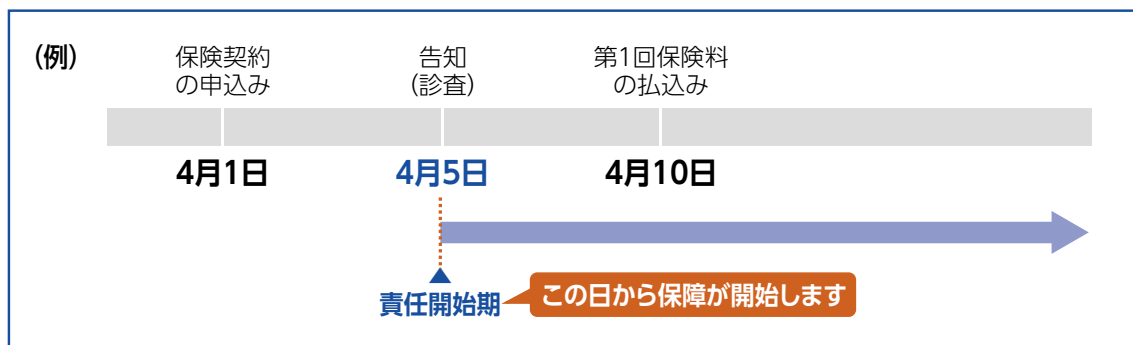 (例)
保険契約
の申込み
告知
(診査)
第1回保険料
の払込み
4月1日
4月5日
4月10日
責任開始期
この日から保障が開始します